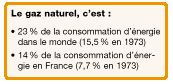 Le gaz naturel, c'est :
• 23 % de la consommation d'énergie
dans le monde (15,5 % en 1973)
• 14 % de la consommation d'éner-
gie en France (7,7 % en 1973)